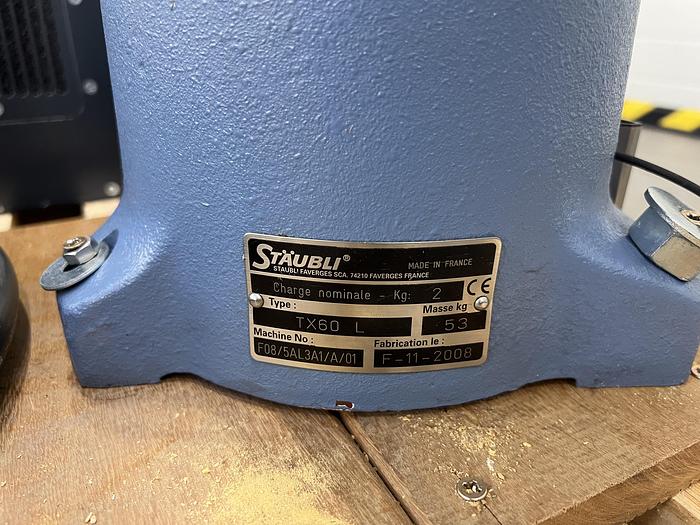 STÄUBLI®
MADE IN FRANCE
STAUBLI FAVERGES SCA. 74210 FAVERGES FRANCE
Charge nominale - Kg: 2 CE
Type : Masse kg
TX60 L 53
Machine No : Fabrication le :
F08/5AL3A1/A/01 F-11-2008